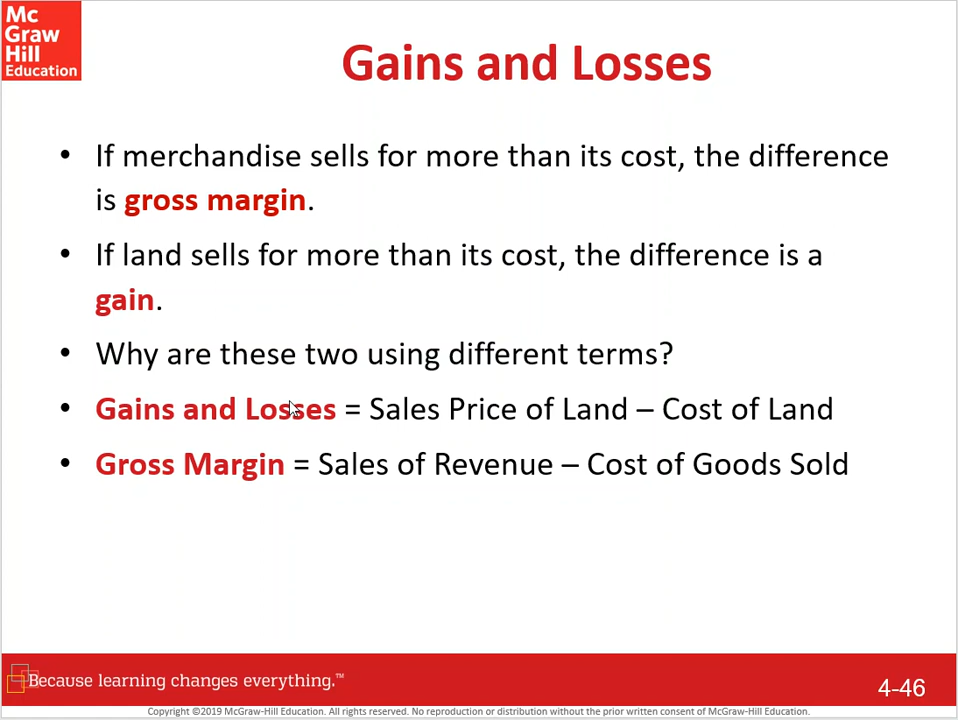 Mc
Graw
Hill
Education
Gains and Losses
• If merchandise sells for more than its cost, the difference
is gross margin.
• If land sells for more than its cost, the difference is a
gain.
• Why are these two using different terms?
• Gains and Losses = Sales Price of Land – Cost of Land
• Gross Margin = Sales of Revenue – Cost of Goods Sold
Because learning changes everything.™
4-46
Copyright ©2019 McGraw-Hill Education. All rights reserved. No reproduction or distribution without the prior written consent of McGraw-Hill Education.